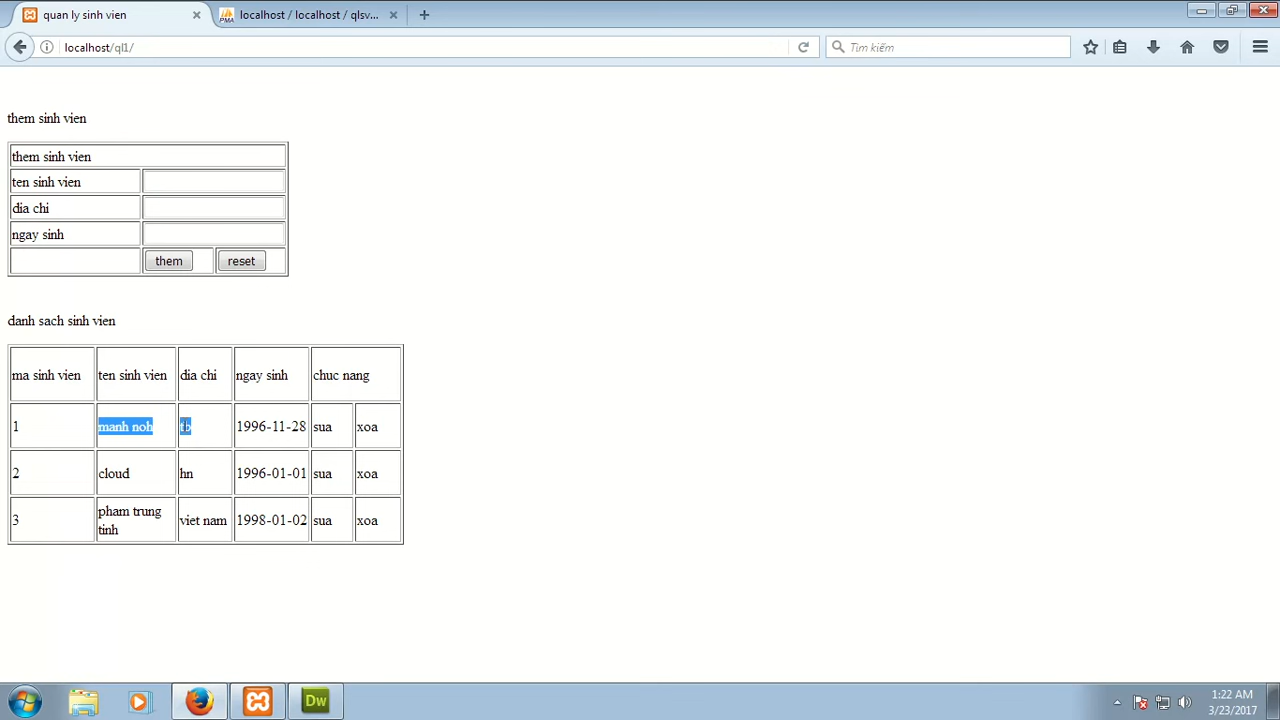 quan ly sinh vien
localhost / localhost / qlsv...
localhost/ql1/
Tìm kiếm
them sinh vien
them sinh vien
ten sinh vien
dia chi
ngay sinh
them reset
danh sach sinh vien
ma sinh vien ten sinh vien dia chi ngay sinh chuc nang
1 manh noh tb 1996-11-28 sua xoa
2 cloud hn 1996-01-01 sua xoa
3 pham trung tinh viet nam 1998-01-02 sua xoa
Dw
1:22 AM
3/23/2017